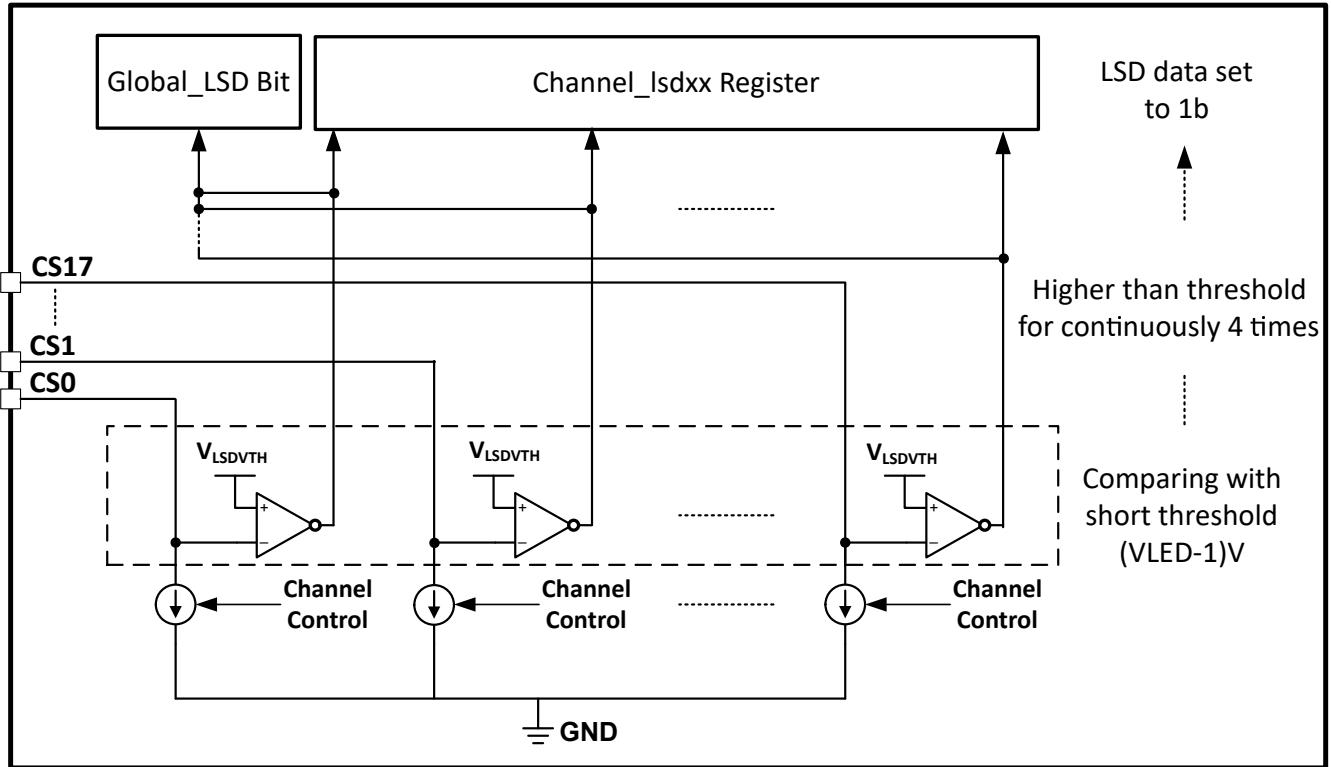 Global_LSD Bit
Channel_lsdxx Register
LSD data set
to 1b
CS17
Higher than threshold
for continuously 4 times
CS1
CS0
VLSDVTH
VLSDVTH
VLSDVTH
+
−
+
−
+
−
Comparing with
short threshold
(VLED-1)V
Channel
Control
Channel
Control
Channel
Control
GND